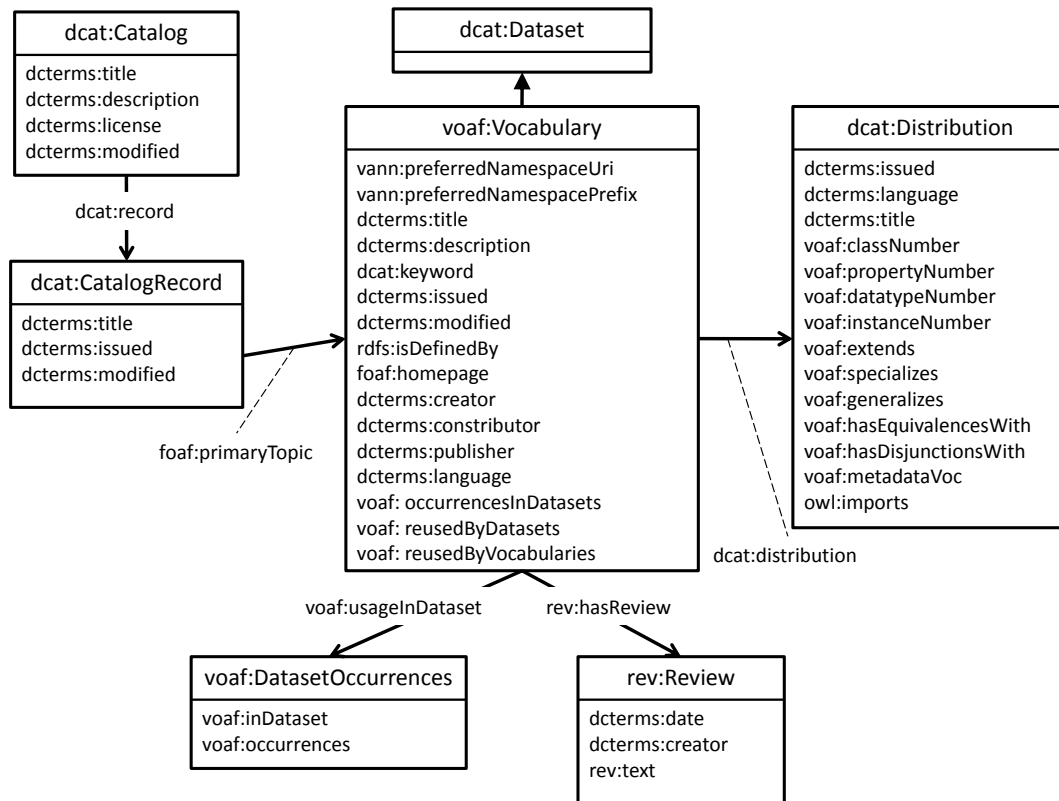 dcat:Catalog
dcterms:title
dcterms:description
dcterms:license
dcterms:modified
dcat:record
dcat:CatalogRecord
dcterms:title
dcterms:issued
dcterms:modified
foaf:primaryTopic
dcat:Dataset
voaf:Vocabulary
vann:preferredNamespaceUri
vann:preferredNamespacePrefix
dcterms:title
dcterms:description
dcat:keyword
dcterms:issued
dcterms:modified
rdfs:isDefinedBy
foaf:homepage
dcterms:creator
dcterms:constributor
dcterms:publisher
dcterms:language
voaf: occurrencesInDatasets
voaf: reusedByDatasets
voaf: reusedByVocabularies
dcat:Distribution
dcterms:issued
dcterms:language
dcterms:title
voaf:classNumber
voaf:propertyNumber
voaf:datatypeNumber
voaf:instanceNumber
voaf:extends
voaf:specializes
voaf:generalizes
voaf:hasEquivalencesWith
voaf:hasDisjunctionsWith
voaf:metadataVoc
owl:imports
dcat:distribution
voaf:usageInDataset
rev:hasReview
voaf:DatasetOccurrences
voaf:inDataset
voaf:occurrences
rev:Review
dcterms:date
dcterms:creator
rev:text